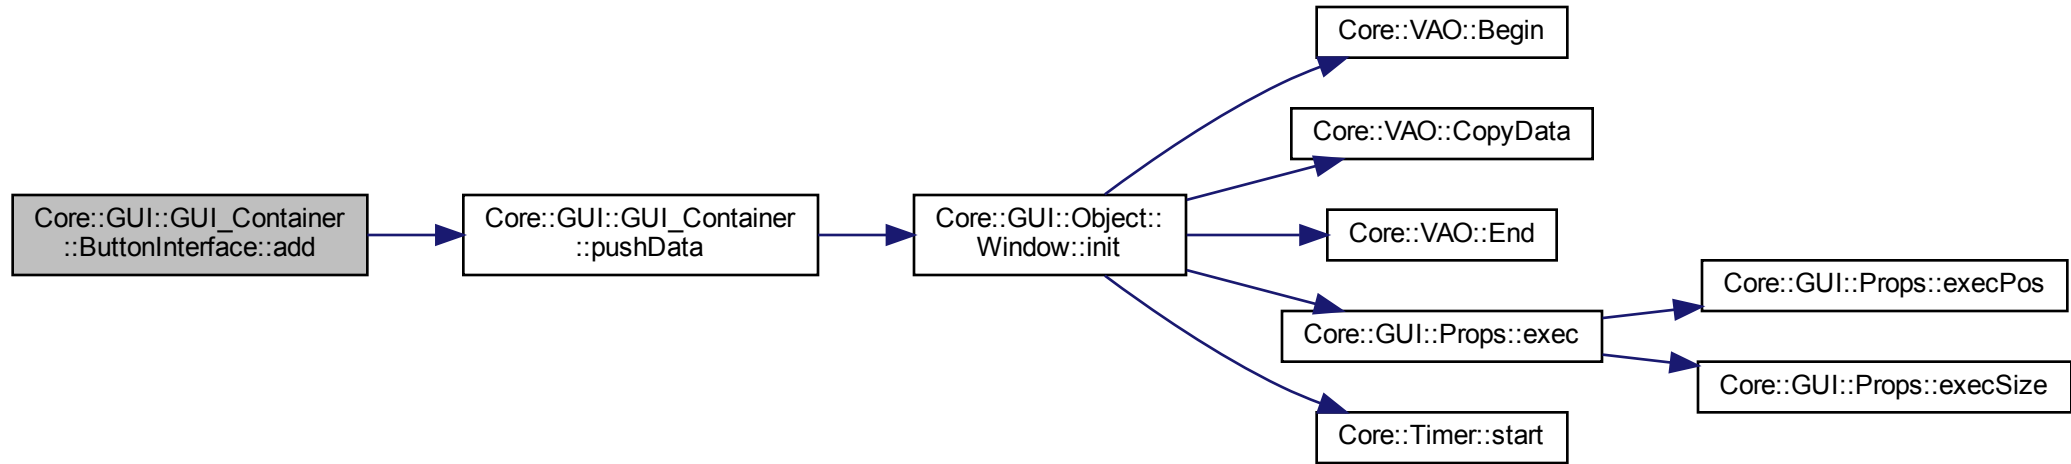 Core::GUI::GUI_Container
::ButtonInterface::add
Core::GUI::GUI_Container
::pushData
Core::GUI::Object::
Window::init
Core::VAO::Begin
Core::VAO::CopyData
Core::VAO::End
Core::GUI::Props::exec
Core::Timer::start
Core::GUI::Props::execPos
Core::GUI::Props::execSize